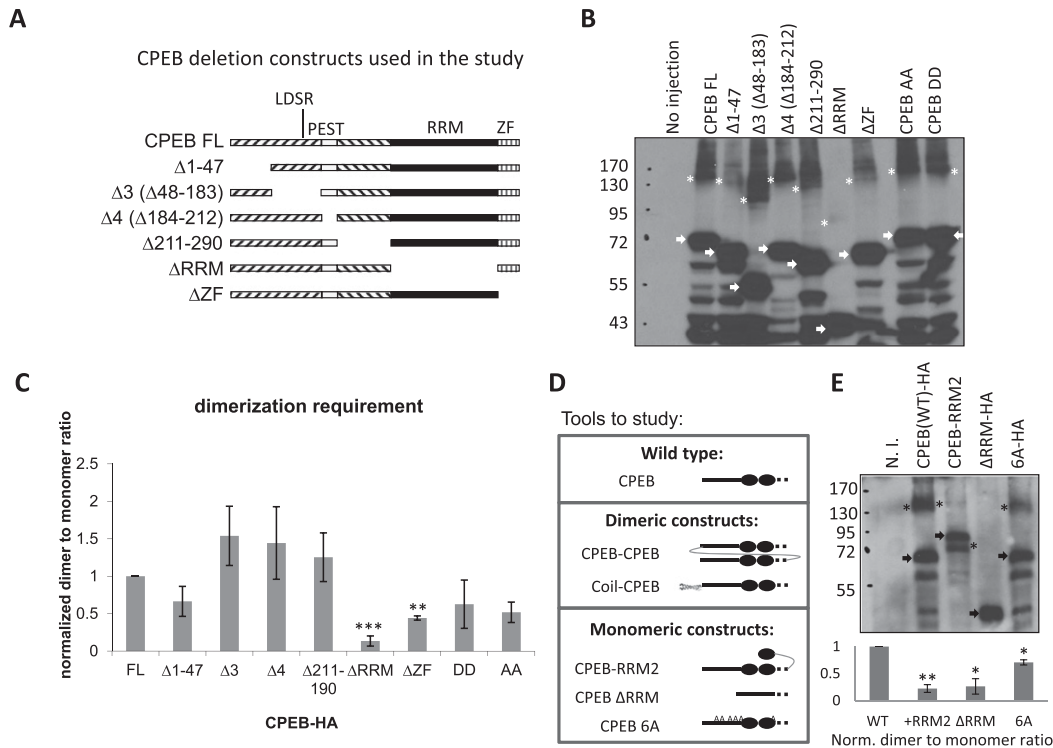 A
CPEB deletion constructs used in the study
LDSR
PEST
RRM
ZF
CPEB FL
Δ1-47
Δ3 (Δ48-183)
Δ4 (Δ184-212)
Δ211-290
ΔRRM
ΔZF
B
No injection
CPEB FL
Δ1-47
Δ3 (Δ48-183)
Δ4 (Δ184-212)
Δ211-290
ΔRRM
ΔZF
CPEB AA
CPEB DD
170
130
95
72
55
43
* * * * * * * * *
C
dimerization requirement
normalized dimer to monomer ratio
2.5
2
1.5
1
0.5
0
***
**
FL
Δ1-47
Δ3
Δ4
Δ211-
190
ΔRRM
ΔZF
DD
AA
CPEB-HA
D
Tools to study:
Wild type:
CPEB
Dimeric constructs:
CPEB-CPEB
Coil-CPEB
Monomeric constructs:
CPEB-RRM2
CPEB ΔRRM
CPEB 6A
AA AAA A
E
N. I.
CPEB(WT)-HA
CPEB-RRM2
ΔRRM-HA
6A-HA
170
130
95
72
55
* * * *
1
0.5
0
**
*
*
WT
+RRM2
ΔRRM
6A
Norm. dimer to monomer ratio